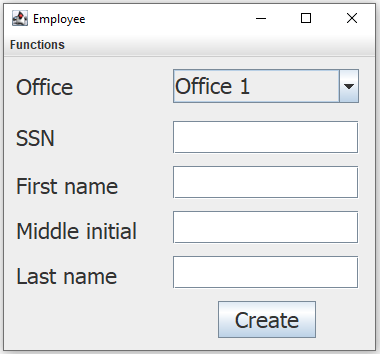 Employee
Functions
Office Office 1
SSN
First name
Middle initial
Last name
Create